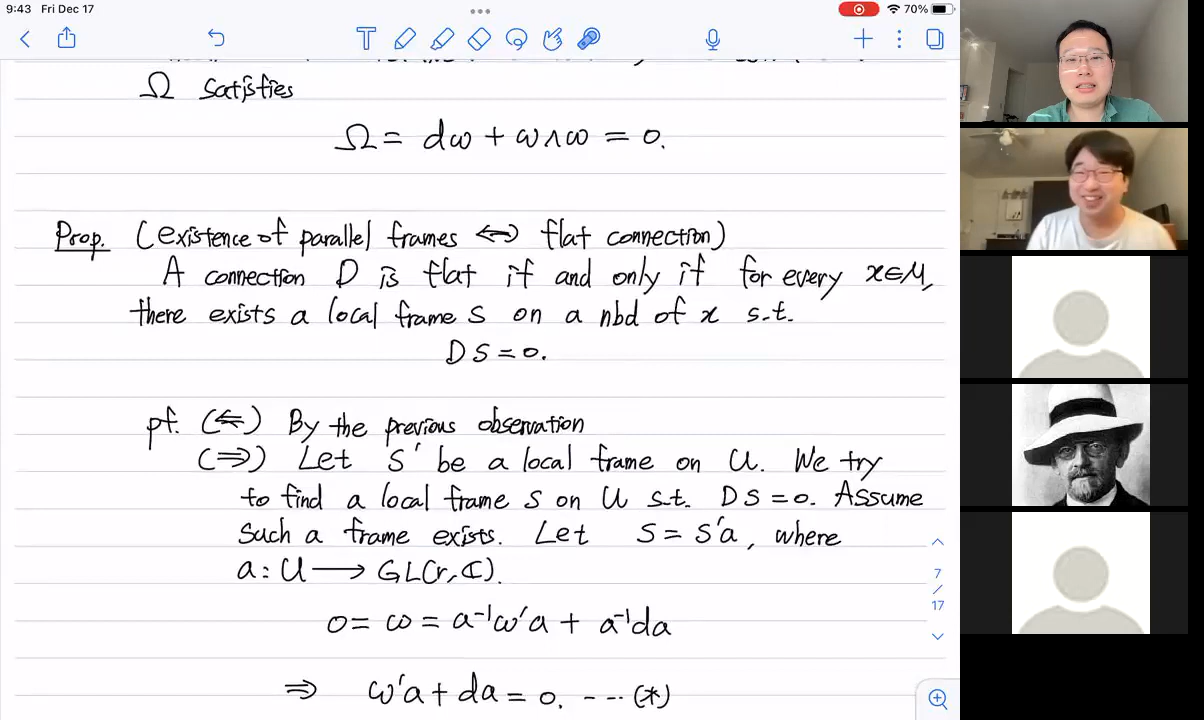 9:43 Fri Dec 17
70%
T
Ω satisfies
Ω = dω + ω∧ω = 0.
Prop. (existence of parallel frames ↔ flat connection)
A connection D is flat if and only if for every x∈M,
there exists a local frame s on a nbd of x s.t.
DS=0.
pf. (⇐) By the previous observation
(⇒) Let S' be a local frame on U. We try
to find a local frame s on U s.t. DS=0. Assume
such a frame exists. Let S = S'a, where
a: U ⟶ GL(r, ℂ).
0 = ω = a⁻¹ω'a + a⁻¹da
⇒ ω'a + da = 0. ---(*)
7
/
17